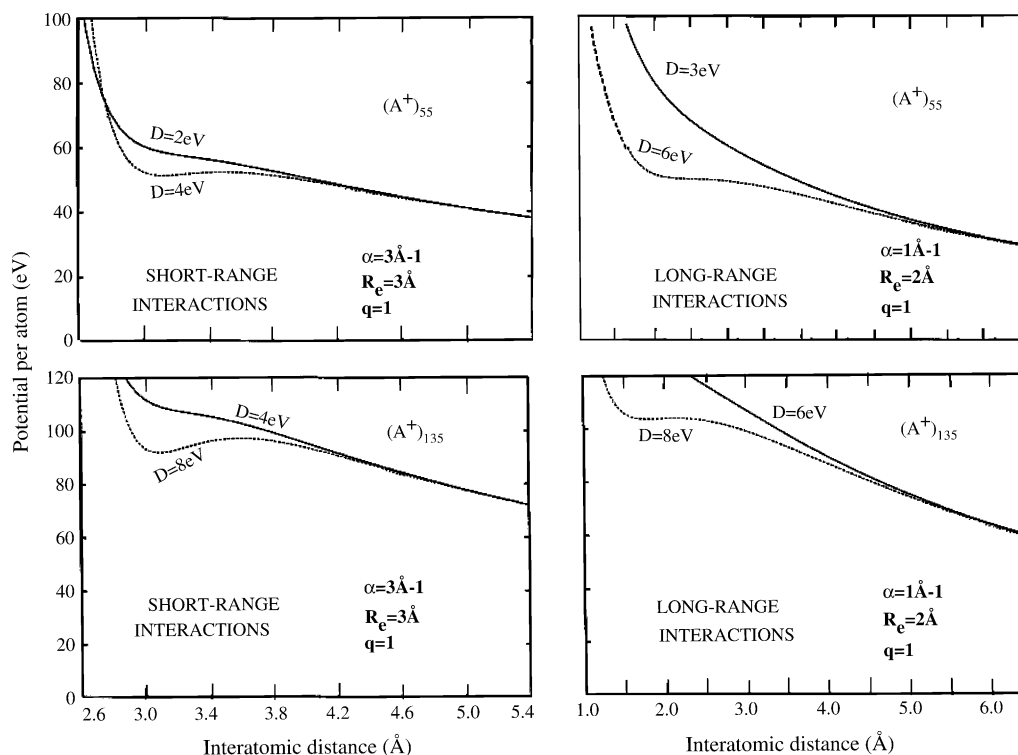 Potential per atom (eV)
100
80
60
40
20
0
D=2eV
D=4eV
(A+)55
SHORT-RANGE
INTERACTIONS
α=3Å-1
Re=3Å
q=1
D=3eV
D=6eV
(A+)55
LONG-RANGE
INTERACTIONS
α=1Å-1
Re=2Å
q=1
120
100
80
60
40
20
0
D=4eV
D=8eV
(A+)135
SHORT-RANGE
INTERACTIONS
α=3Å-1
Re=3Å
q=1
2.6 3.0 3.4 3.8 4.2 4.6 5.0 5.4
Interatomic distance (Å)
D=6eV
D=8eV
(A+)135
LONG-RANGE
INTERACTIONS
α=1Å-1
Re=2Å
q=1
1.0 2.0 3.0 4.0 5.0 6.0
Interatomic distance (Å)